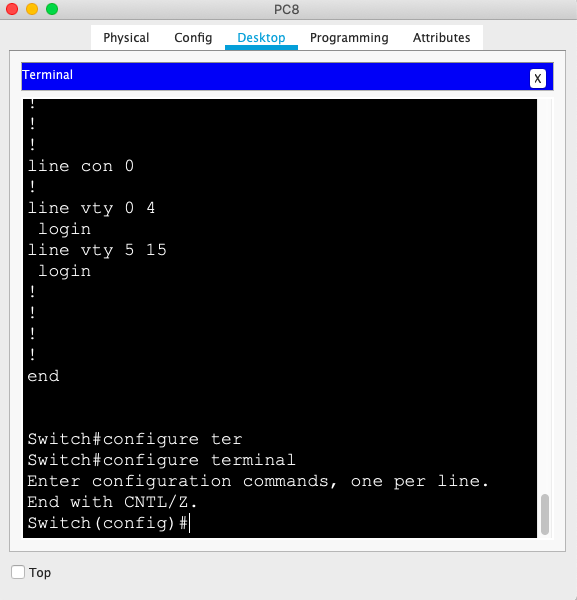 PC8
Physical Config Desktop Programming Attributes
Terminal
X
!
!
!
line con 0
!
line vty 0 4
login
line vty 5 15
login
!
!
!
!
end
Switch#configure ter
Switch#configure terminal
Enter configuration commands, one per line.
End with CNTL/Z.
Switch(config)#
Top